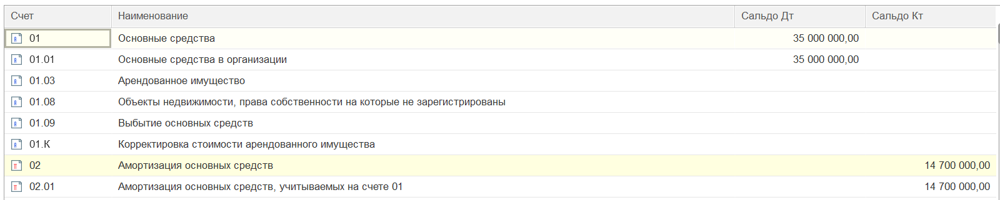 Счет Наименование Сальдо Дт Сальдо Кт
01 Основные средства 35 000 000,00
01.01 Основные средства в организации 35 000 000,00
01.03 Арендованное имущество
01.08 Объекты недвижимости, права собственности на которые не зарегистрированы
01.09 Выбытие основных средств
01.К Корректировка стоимости арендованного имущества
02 Амортизация основных средств 14 700 000,00
02.01 Амортизация основных средств, учитываемых на счете 01 14 700 000,00